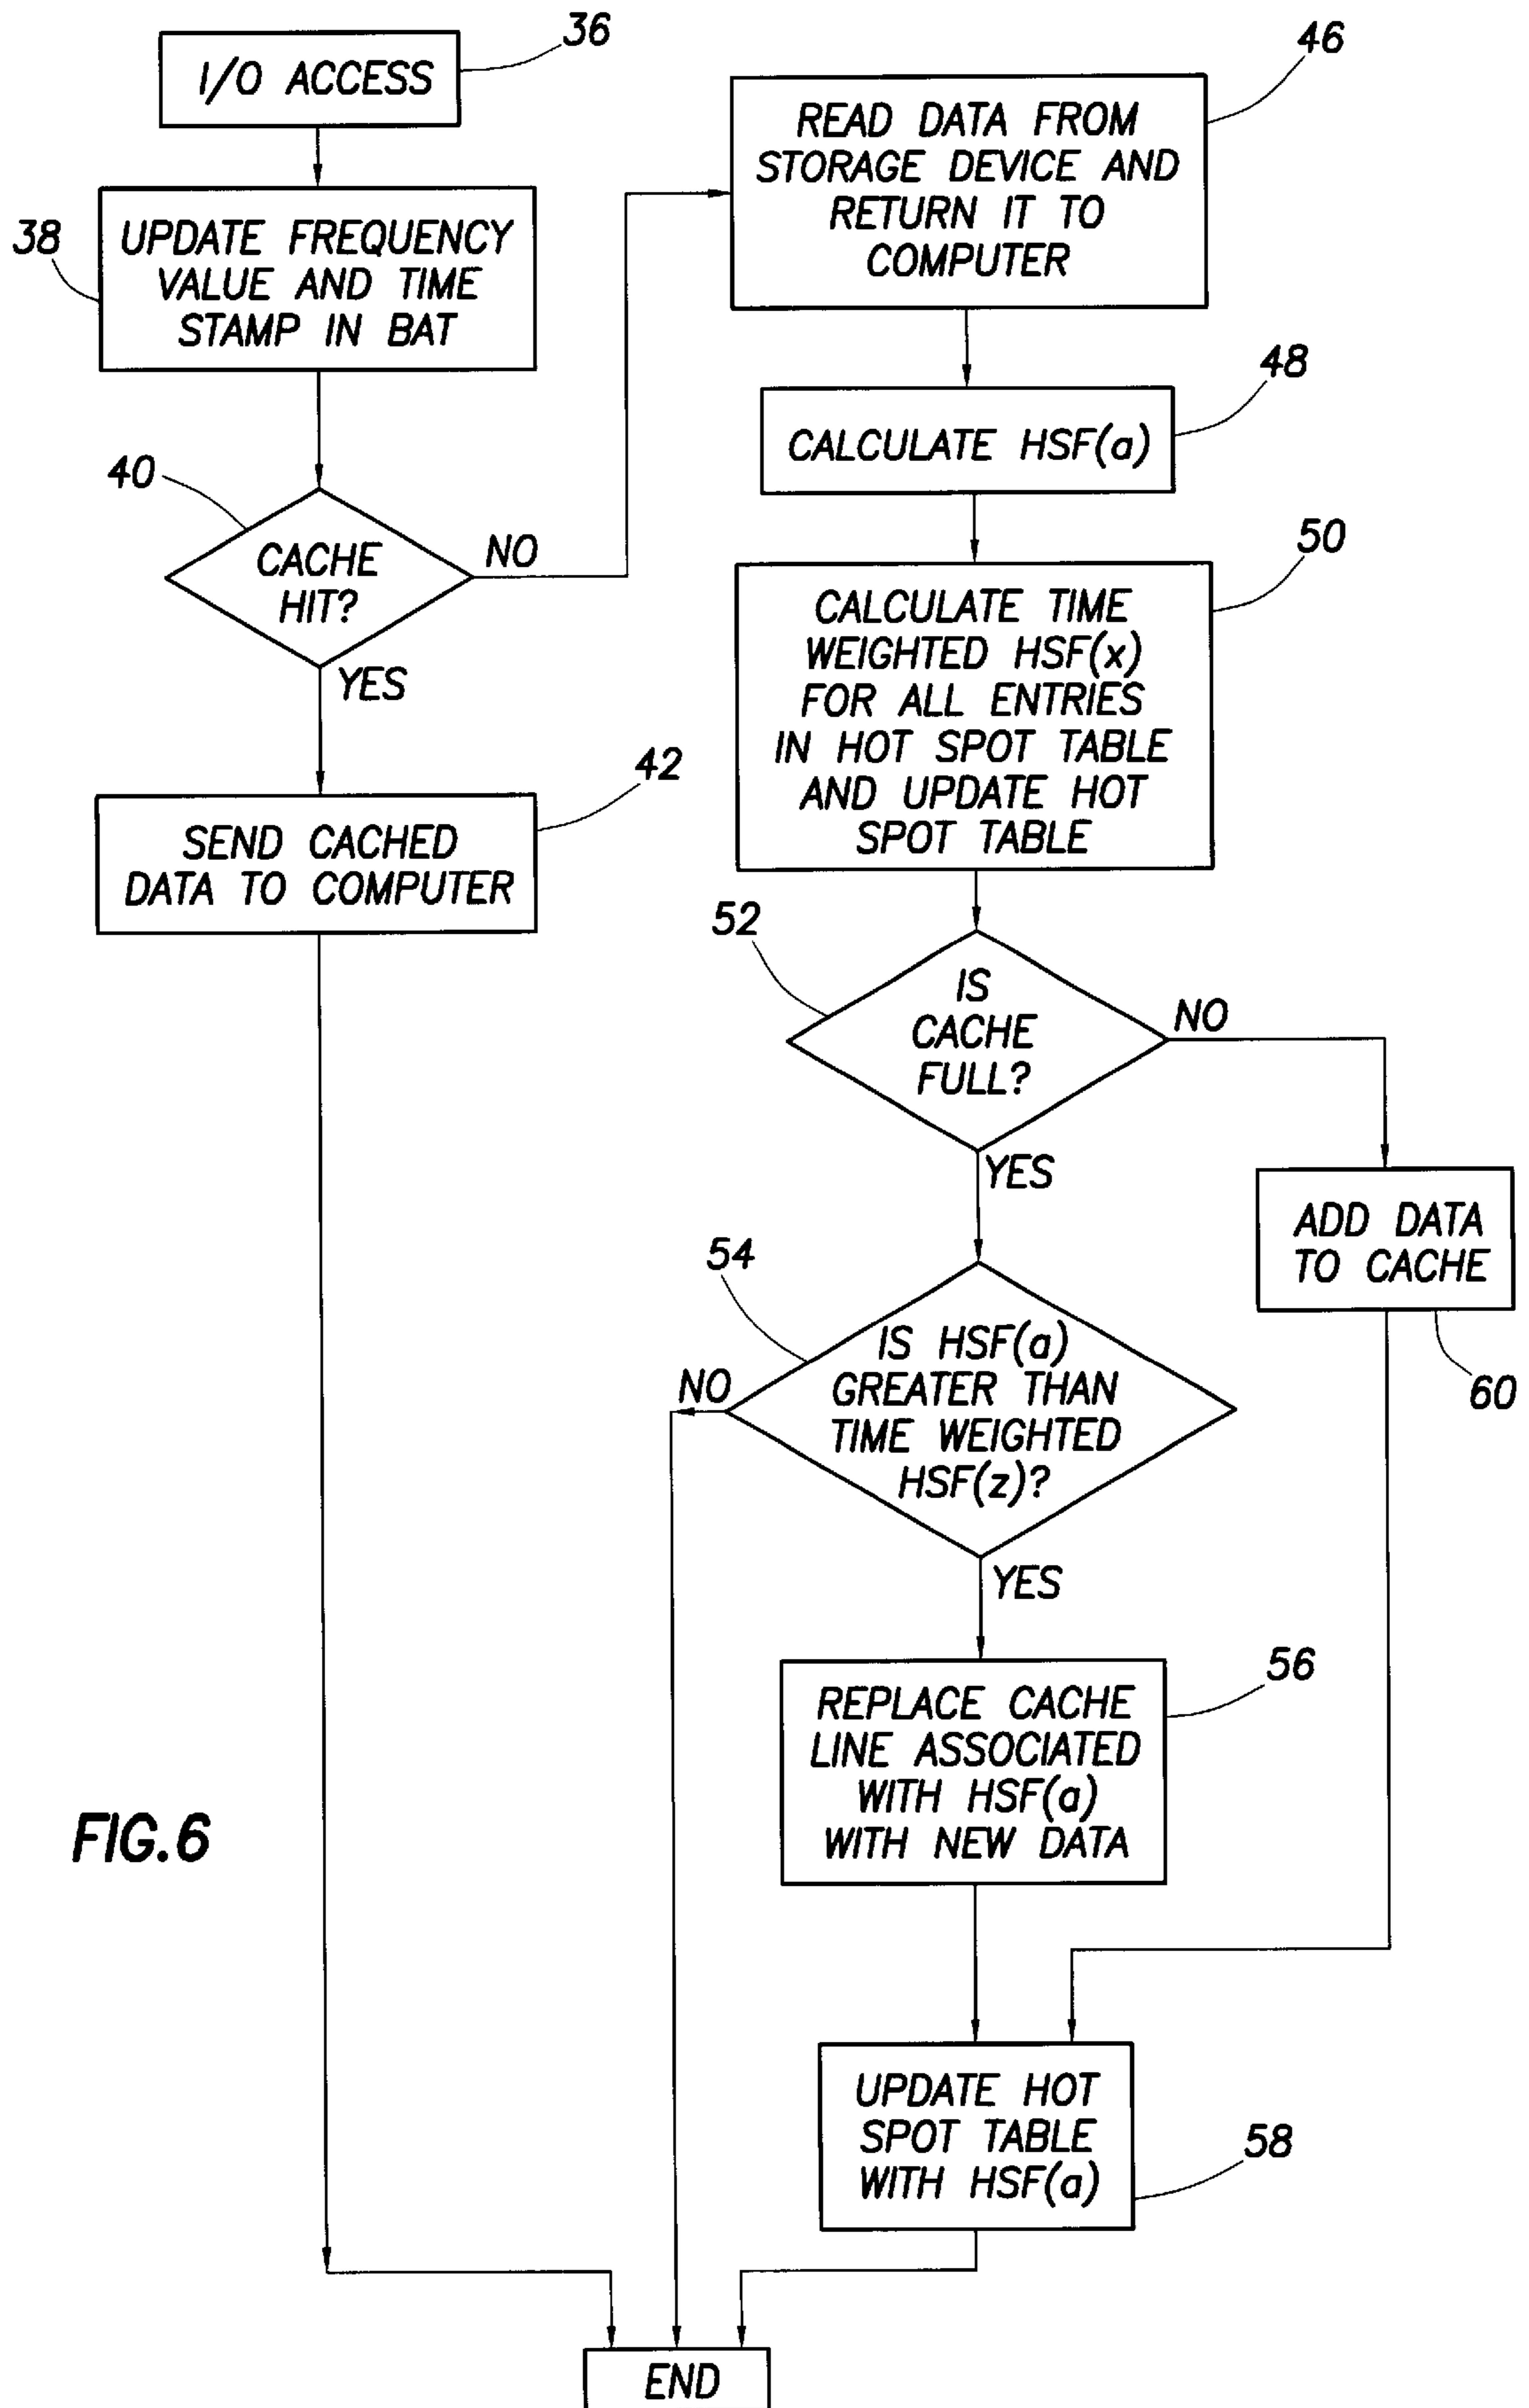 36
I/O ACCESS
38
UPDATE FREQUENCY
VALUE AND TIME
STAMP IN BAT
40
CACHE
HIT?
NO
YES
42
SEND CACHED
DATA TO COMPUTER
46
READ DATA FROM
STORAGE DEVICE AND
RETURN IT TO
COMPUTER
48
CALCULATE HSF(a)
50
CALCULATE TIME
WEIGHTED HSF(x)
FOR ALL ENTRIES
IN HOT SPOT TABLE
AND UPDATE HOT
SPOT TABLE
52
IS
CACHE
FULL?
NO
YES
ADD DATA
TO CACHE
60
54
IS HSF(a)
GREATER THAN
TIME WEIGHTED
HSF(z)?
NO
YES
56
REPLACE CACHE
LINE ASSOCIATED
WITH HSF(a)
WITH NEW DATA
58
UPDATE HOT
SPOT TABLE
WITH HSF(a)
END
FIG.6